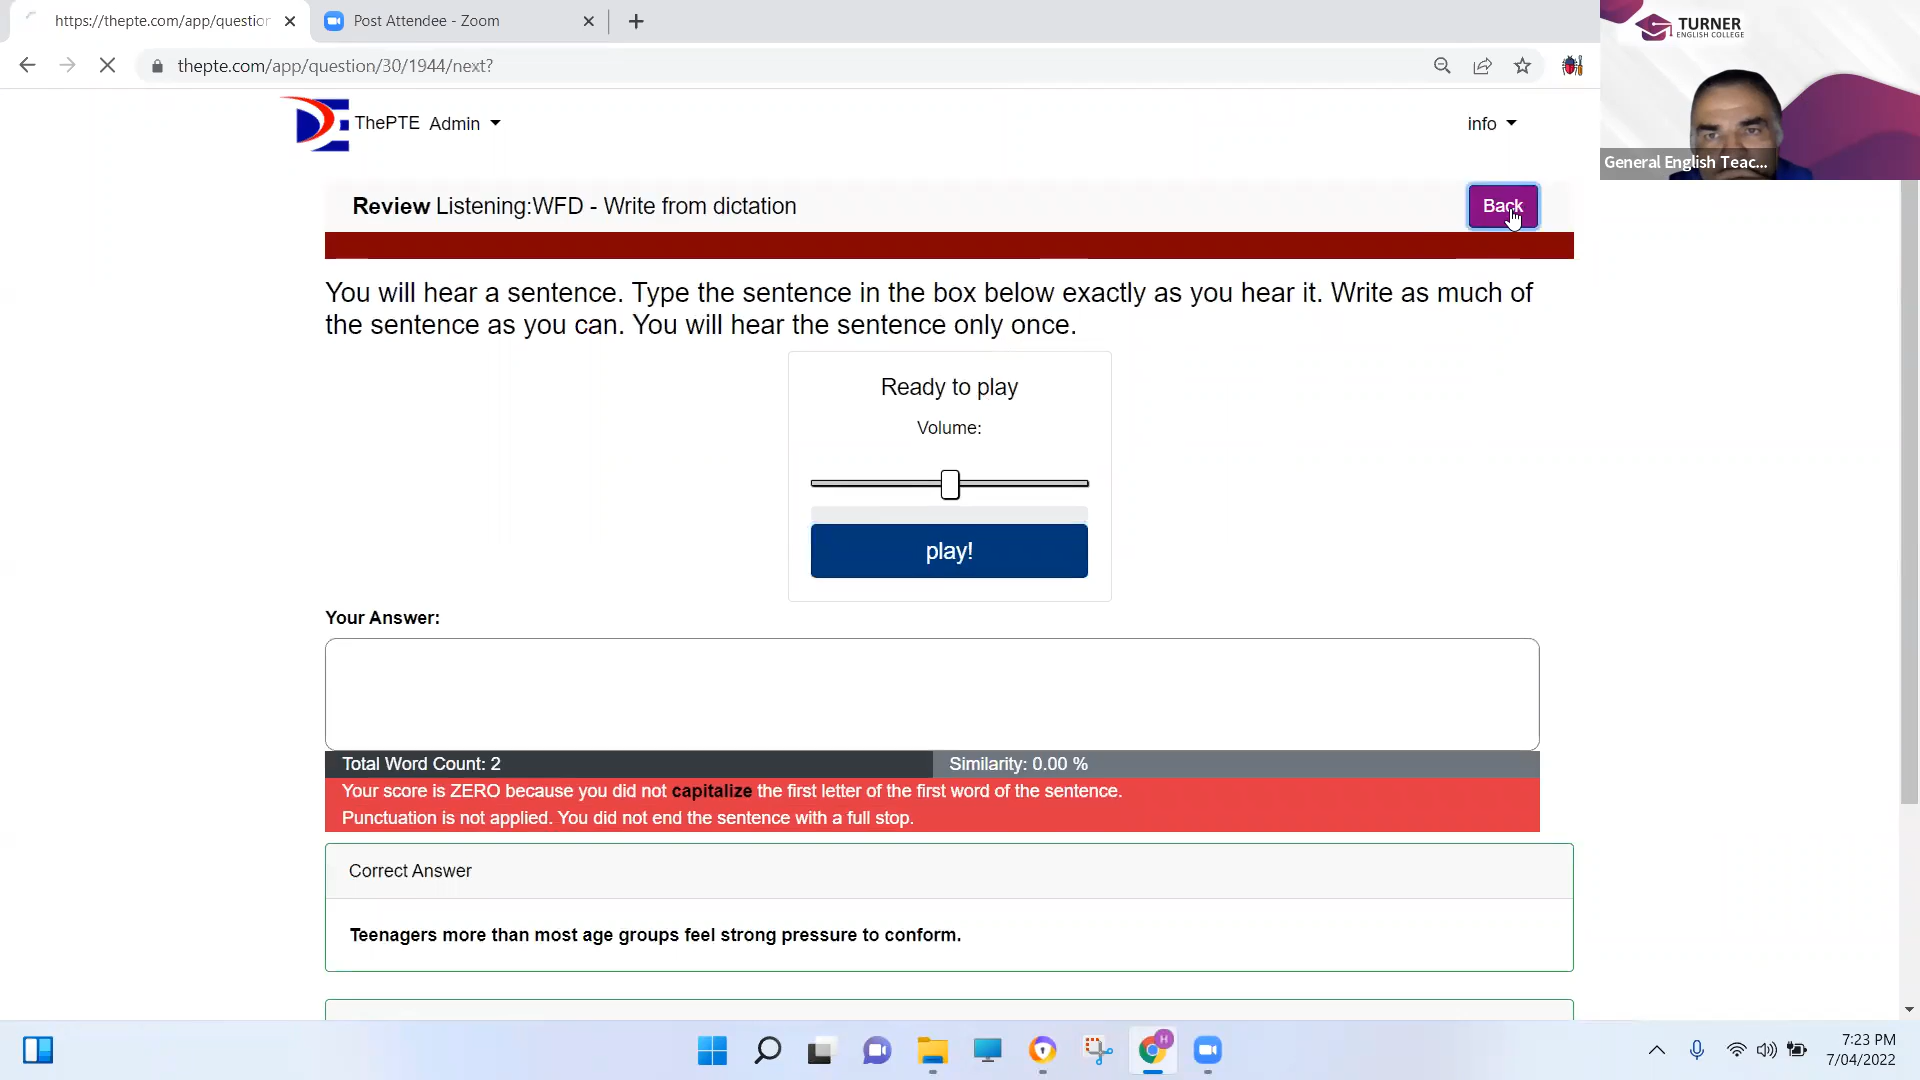 https://thepte.com/app/question
Post Attendee - Zoom
thepte.com/app/question/30/1944/next?
TURNER
ENGLISH COLLEGE
General English Teac...
ThePTE Admin
info
Review Listening:WFD - Write from dictation
Back
You will hear a sentence. Type the sentence in the box below exactly as you hear it. Write as much of
the sentence as you can. You will hear the sentence only once.
Ready to play
Volume:
play!
Your Answer:
Total Word Count: 2
Similarity: 0.00 %
Your score is ZERO because you did not capitalize the first letter of the first word of the sentence.
Punctuation is not applied. You did not end the sentence with a full stop.
Correct Answer
Teenagers more than most age groups feel strong pressure to conform.
H
7:23 PM
7/04/2022